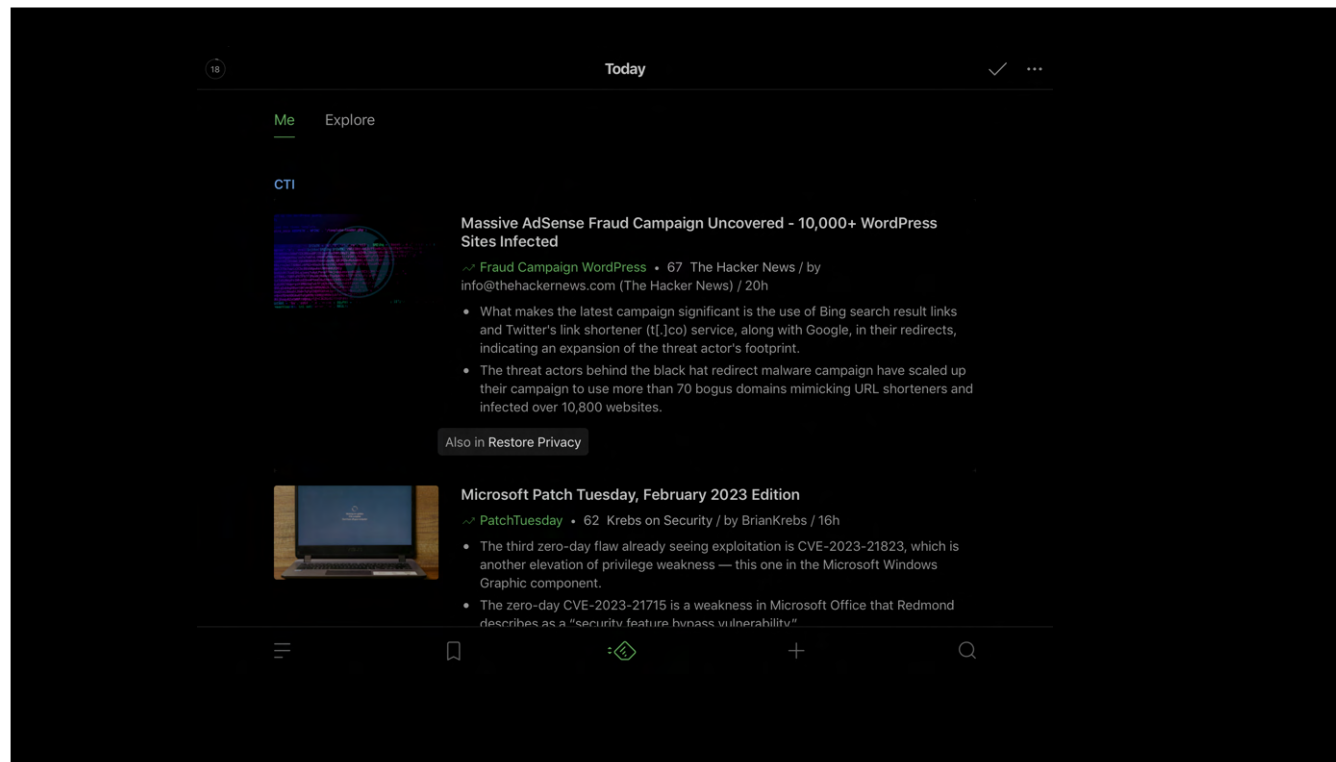 18
Today
Me Explore
CTI
Massive AdSense Fraud Campaign Uncovered - 10,000+ WordPress
Sites Infected
Fraud Campaign WordPress • 67 The Hacker News / by
info@thehackernews.com (The Hacker News) / 20h
• What makes the latest campaign significant is the use of Bing search result links
and Twitter's link shortener (t[.]co) service, along with Google, in their redirects,
indicating an expansion of the threat actor's footprint.
• The threat actors behind the black hat redirect malware campaign have scaled up
their campaign to use more than 70 bogus domains mimicking URL shorteners and
infected over 10,800 websites.
Also in Restore Privacy
Microsoft Patch Tuesday, February 2023 Edition
PatchTuesday • 62 Krebs on Security / by BrianKrebs / 16h
• The third zero-day flaw already seeing exploitation is CVE-2023-21823, which is
another elevation of privilege weakness — this one in the Microsoft Windows
Graphic component.
• The zero-day CVE-2023-21715 is a weakness in Microsoft Office that Redmond
describes as a "security feature bypass vulnerability"